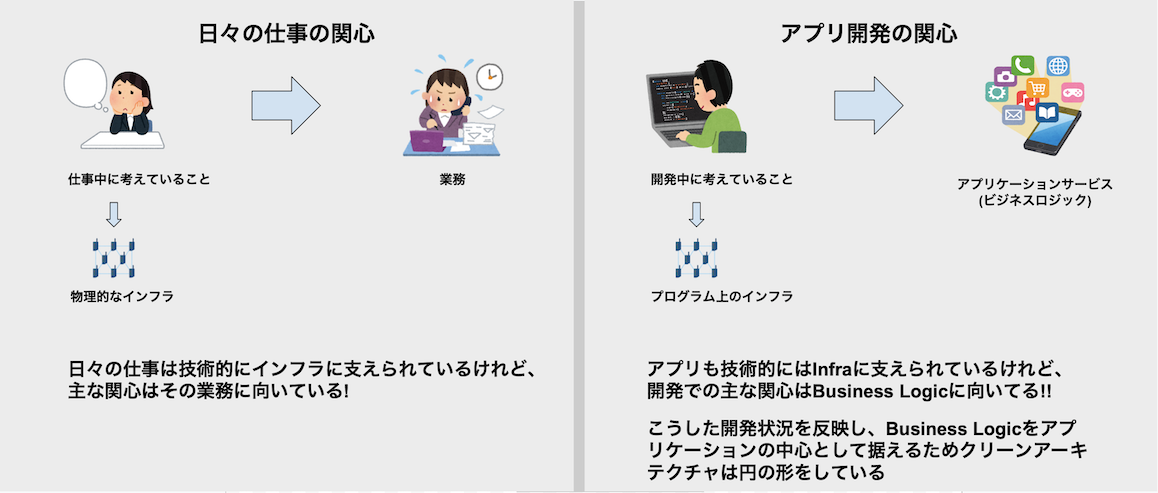 日々の仕事の関心
仕事中に考えていること
業務
物理的なインフラ
日々の仕事は技術的にインフラに支えられているけれど、
主な関心はその業務に向いている!
アプリ開発の関心
開発中に考えていること
アプリケーションサービス
(ビジネスロジック)
プログラム上のインフラ
アプリも技術的にはInfraに支えられているけれど、
開発での主な関心はBusiness Logicに向いてる!!
こうした開発状況を反映し、Business Logicをアプ
リケーションの中心として据えるためクリーンアーキ
テクチャは円の形をしている